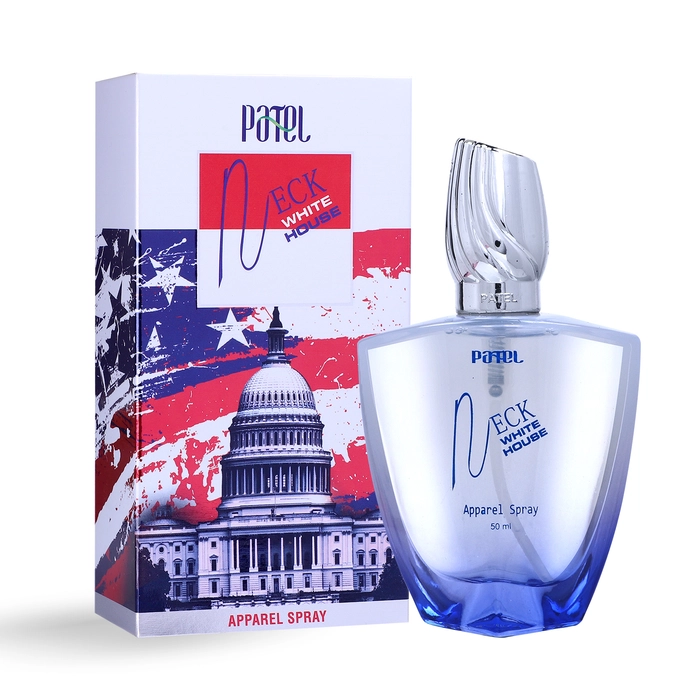 Patel
NECK
WHITE
HOUSE
APPAREL SPRAY
PATEL
Patel
NECK
WHITE
HOUSE
Apparel Spray
50 ml